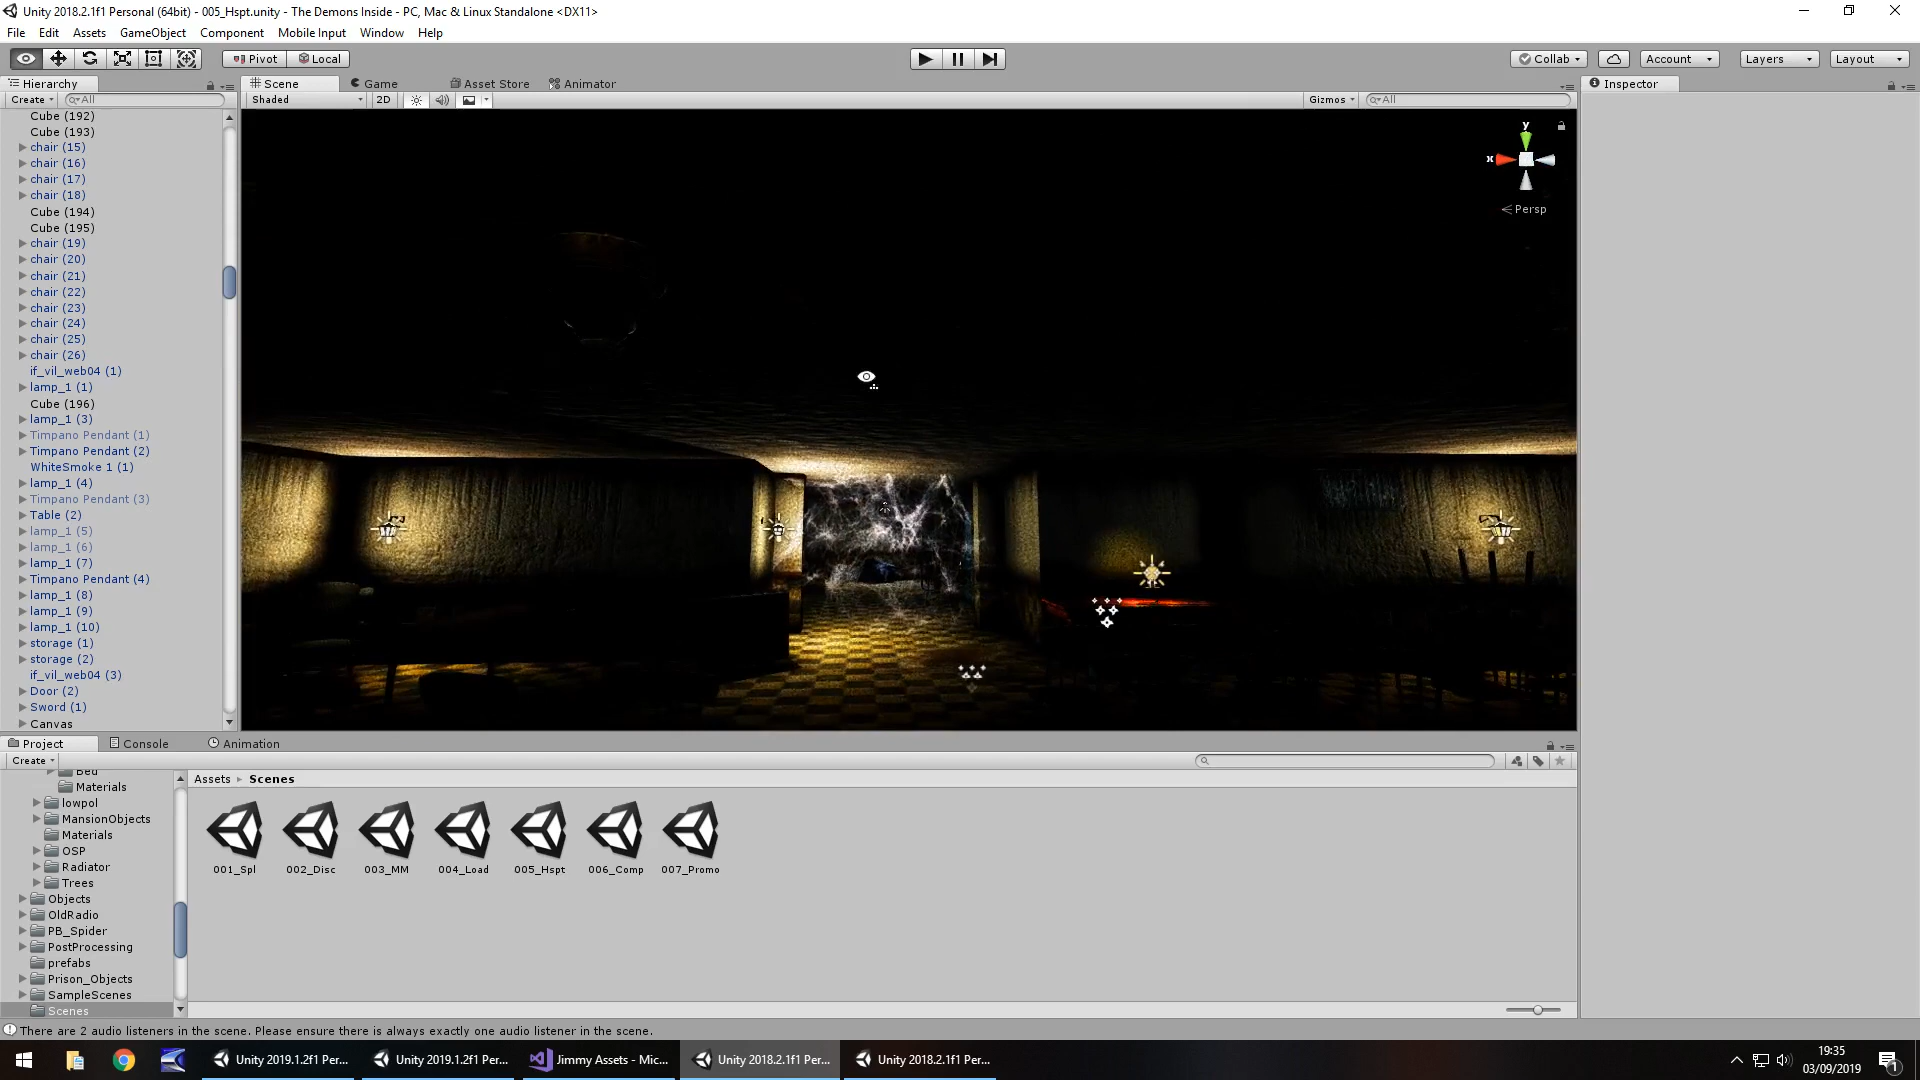 Unity 2018.2.1f1 Personal (64bit) - 005_Hspt.unity - The Demons Inside - PC, Mac & Linux Standalone <DX11>
File Edit Assets GameObject Component Mobile Input Window Help
Pivot Local Collab Account Layers Layout
Hierarchy Scene Game Asset Store Animator Inspector
Create All Shaded 2D Gizmos All
Cube (192)
Cube (193)
chair (15)
chair (16)
chair (17)
chair (18)
Cube (194)
Cube (195)
chair (19)
chair (20)
chair (21)
chair (22)
chair (23)
chair (24)
chair (25)
chair (26)
if_vil_web04 (1)
lamp_1 (1)
Cube (196)
lamp_1 (3)
Timpano Pendant (1)
Timpano Pendant (2)
WhiteSmoke 1 (1)
lamp_1 (4)
Timpano Pendant (3)
Table (2)
lamp_1 (5)
lamp_1 (6)
lamp_1 (7)
Timpano Pendant (4)
lamp_1 (8)
lamp_1 (9)
lamp_1 (10)
storage (1)
storage (2)
if_vil_web04 (3)
Door (2)
Sword (1)
Canvas
y
x
Persp
Project Console Animation
Create
Bed
Materials
lowpol
MansionObjects
Materials
OSP
Radiator
Trees
Objects
OldRadio
PB_Spider
PostProcessing
prefabs
Prison_Objects
SampleScenes
Scenes
Assets Scenes
001_Spl 002_Disc 003_MM 004_Load 005_Hspt 006_Comp 007_Promo
There are 2 audio listeners in the scene. Please ensure there is always exactly one audio listener in the scene.
Unity 2019.1.2f1 Per... Unity 2019.1.2f1 Per... Jimmy Assets - Mic... Unity 2018.2.1f1 Per... Unity 2018.2.1f1 Per...
19:35
03/09/2019
1